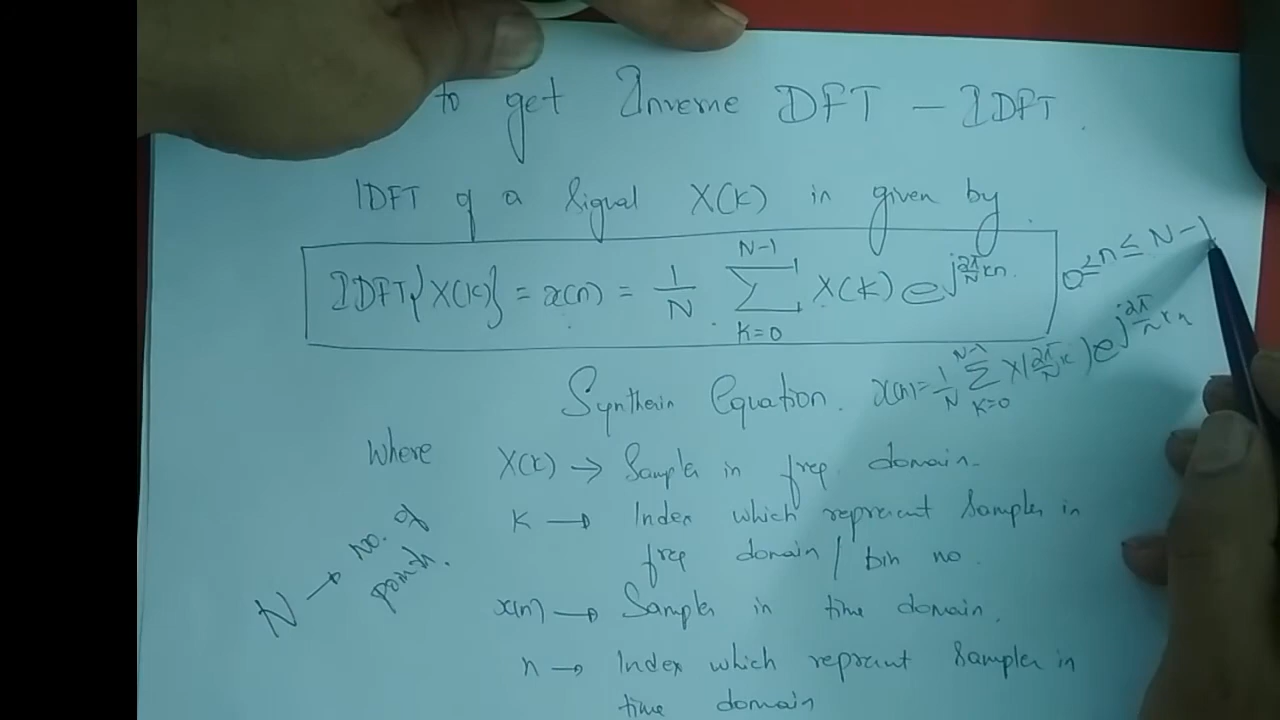 to get Inverse DFT – IDFT.
IDFT of a Signal X(k) is given by
IDFT{X(k)} = x(n) = 1/N N-1 Σ K=0 X(k) e^{j 2π/N kn}. 0 ≤ n ≤ N-1
Synthesis Equation. x(n) = 1/N N-1 Σ K=0 X(2π/N k) e^{j 2π/N kn}
Where X(k) → Samples in freq. domain.
K → Index which represent Samples in
freq domain / bin no.
N → No. of
points.
x(n) → Samples in time domain.
n → Index which represent Samples in
time domain